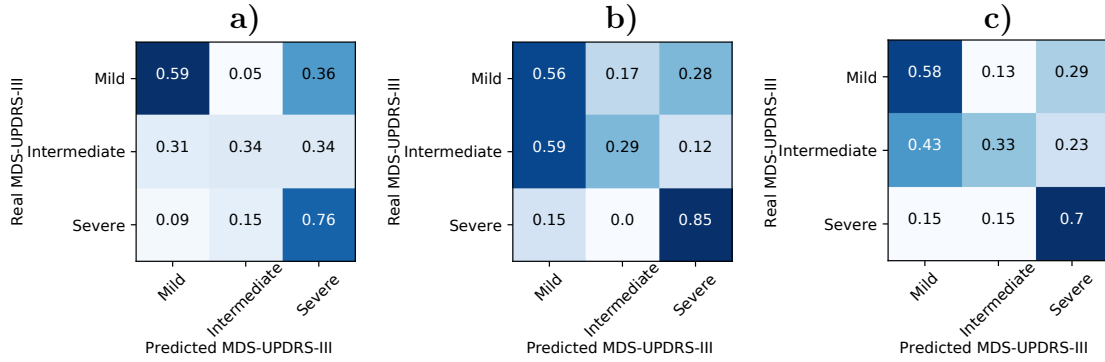 a)
Real MDS-UPDRS-III
Mild
0.59 0.05 0.36
Intermediate
0.31 0.34 0.34
Severe
0.09 0.15 0.76
Mild
Intermediate
Severe
Predicted MDS-UPDRS-III
b)
Real MDS-UPDRS-III
Mild
0.56 0.17 0.28
Intermediate
0.59 0.29 0.12
Severe
0.15 0.0 0.85
Mild
Intermediate
Severe
Predicted MDS-UPDRS-III
c)
Real MDS-UPDRS-III
Mild
0.58 0.13 0.29
Intermediate
0.43 0.33 0.23
Severe
0.15 0.15 0.7
Mild
Intermediate
Severe
Predicted MDS-UPDRS-III